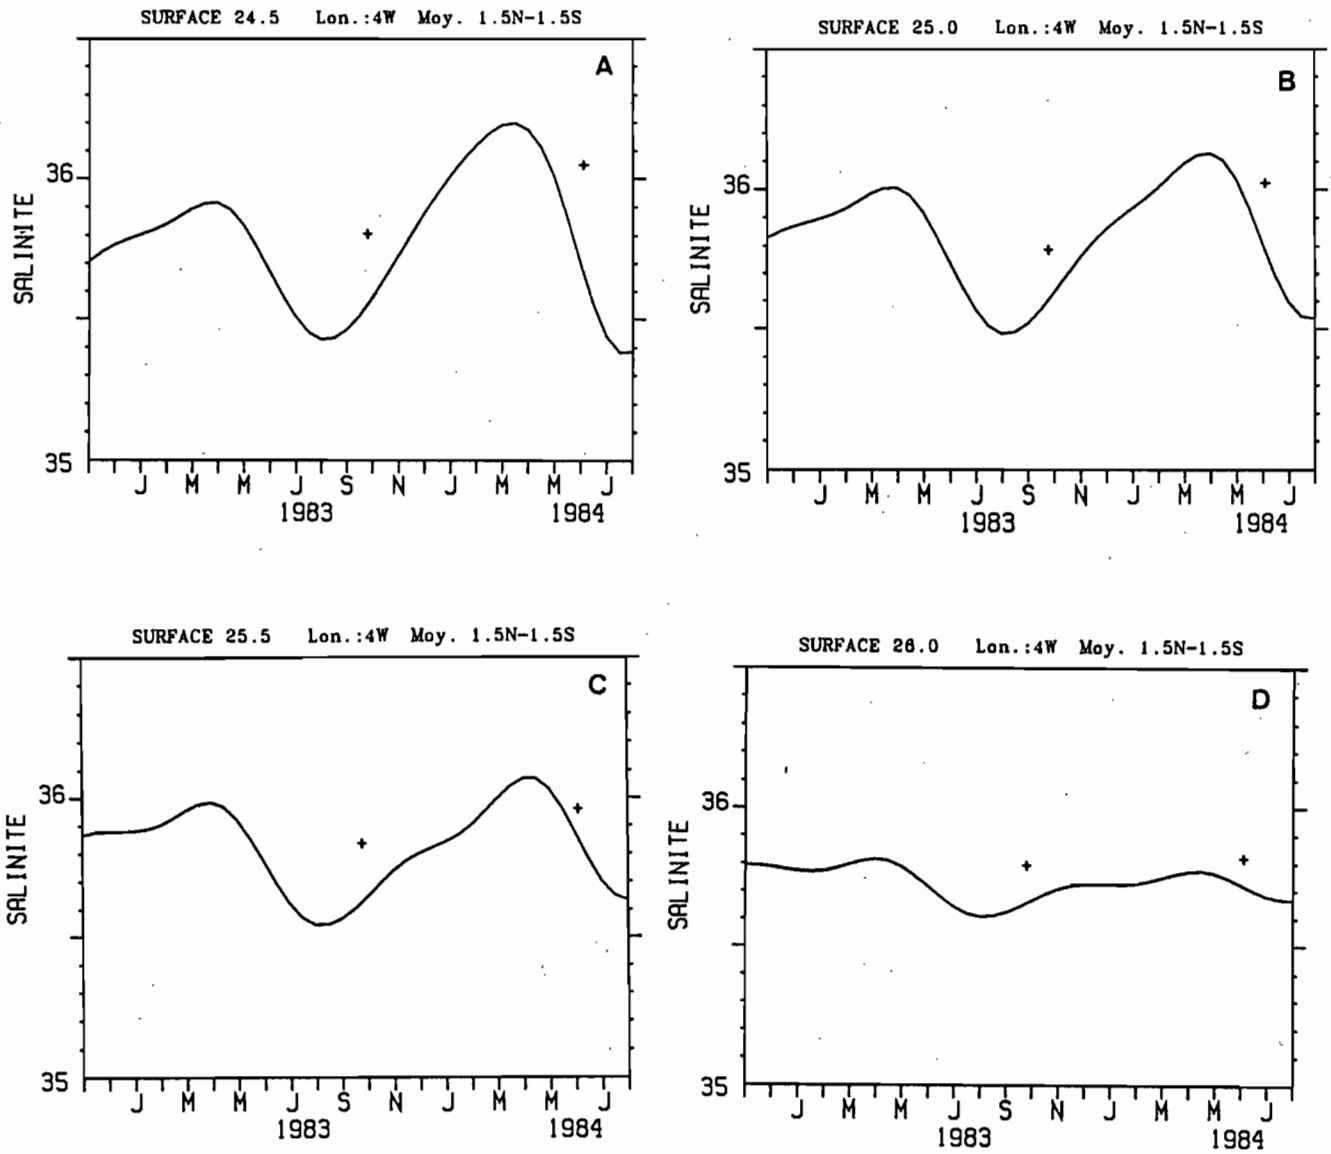 SURFACE 24.5 Lon.:4W Moy. 1.5N-1.5S
A
36
SALINITE
35
J M M J S N J M M J
1983 1984
SURFACE 25.0 Lon.:4W Moy. 1.5N-1.5S
B
36
SALINITE
35
J M M J S N J M M J
1983 1984
SURFACE 25.5 Lon.:4W Moy. 1.5N-1.5S
C
36
SALINITE
35
J M M J S N J M M J
1983 1984
SURFACE 26.0 Lon.:4W Moy. 1.5N-1.5S
D
36
SALINITE
35
J M M J S N J M M J
1983 1984